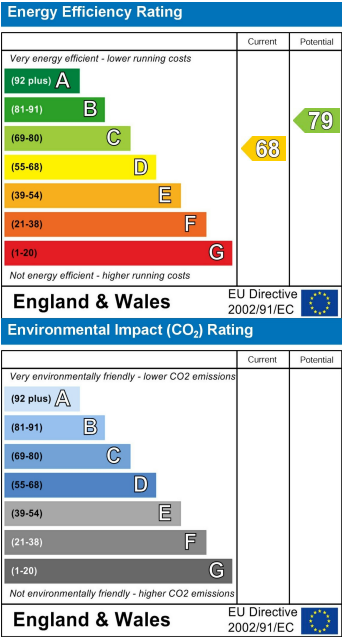 Energy Efficiency Rating
Current Potential
Very energy efficient - lower running costs
(92 plus) A
(81-91) B
(69-80) C
(55-68) D
(39-54) E
(21-38) F
(1-20) G
68
79
Not energy efficient - higher running costs
England & Wales
EU Directive
2002/91/EC
Environmental Impact (CO₂) Rating
Current Potential
Very environmentally friendly - lower CO2 emissions
(92 plus) A
(81-91) B
(69-80) C
(55-68) D
(39-54) E
(21-38) F
(1-20) G
Not environmentally friendly - higher CO2 emissions
England & Wales
EU Directive
2002/91/EC